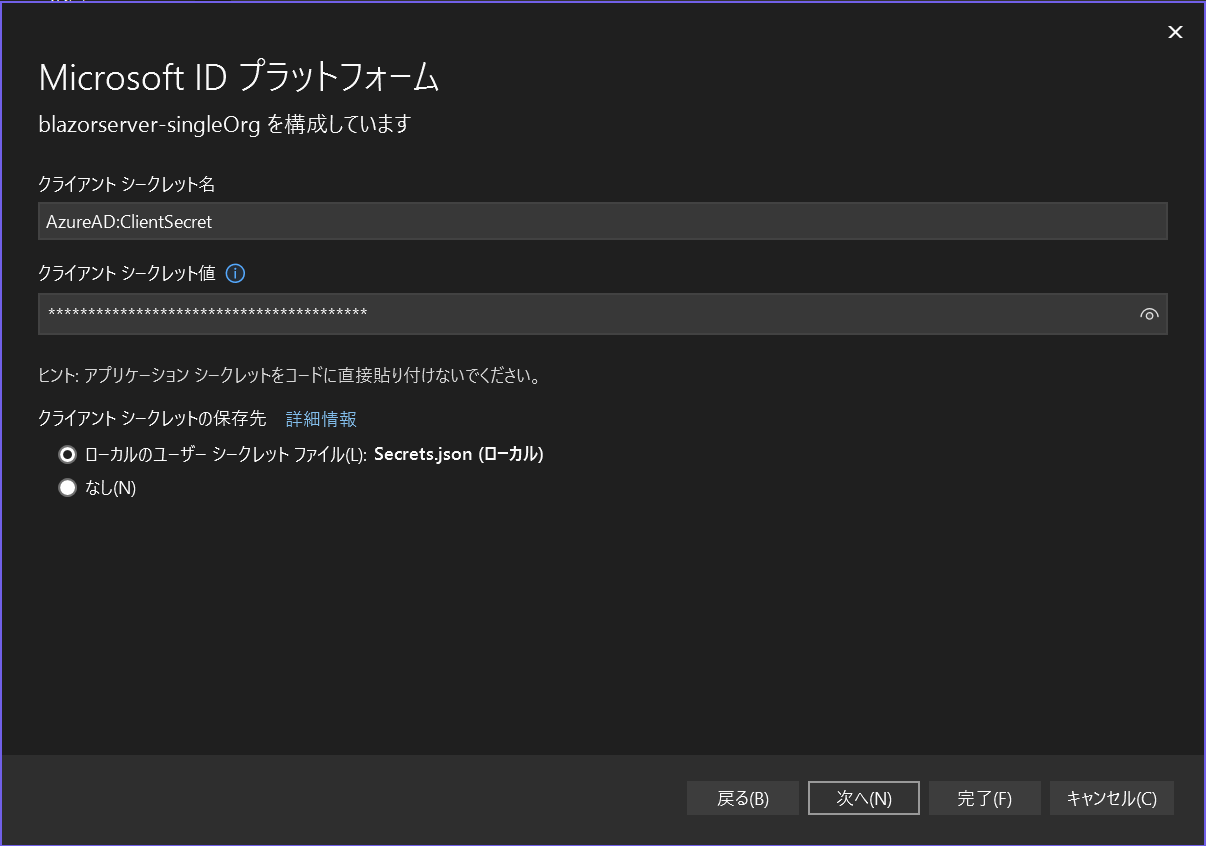 Microsoft ID プラットフォーム
blazorserver-singleOrg を構成しています
クライアント シークレット名
AzureAD:ClientSecret
クライアント シークレット値
****************************************
ヒント: アプリケーション シークレットをコードに直接貼り付けないでください。
クライアント シークレットの保存先 詳細情報
ローカルのユーザー シークレット ファイル(L): Secrets.json (ローカル)
なし(N)
戻る(B) 次へ(N) 完了(F) キャンセル(C)